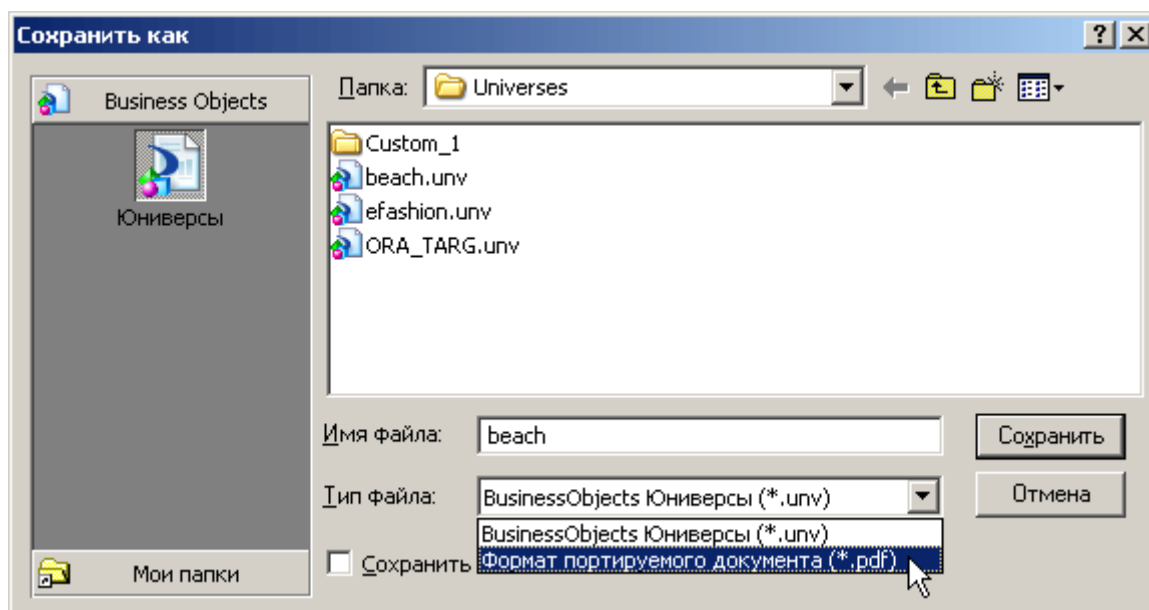 Сохранить как
Business Objects
Юниверсы
Мои папки
Папка: Universes
Custom_1
beach.unv
efashion.unv
ORA_TARG.unv
Имя файла: beach Сохранить
Тип файла: BusinessObjects Юниверсы (*.unv) Отмена
BusinessObjects Юниверсы (*.unv)
Сохранить Формат портируемого документа (*.pdf)